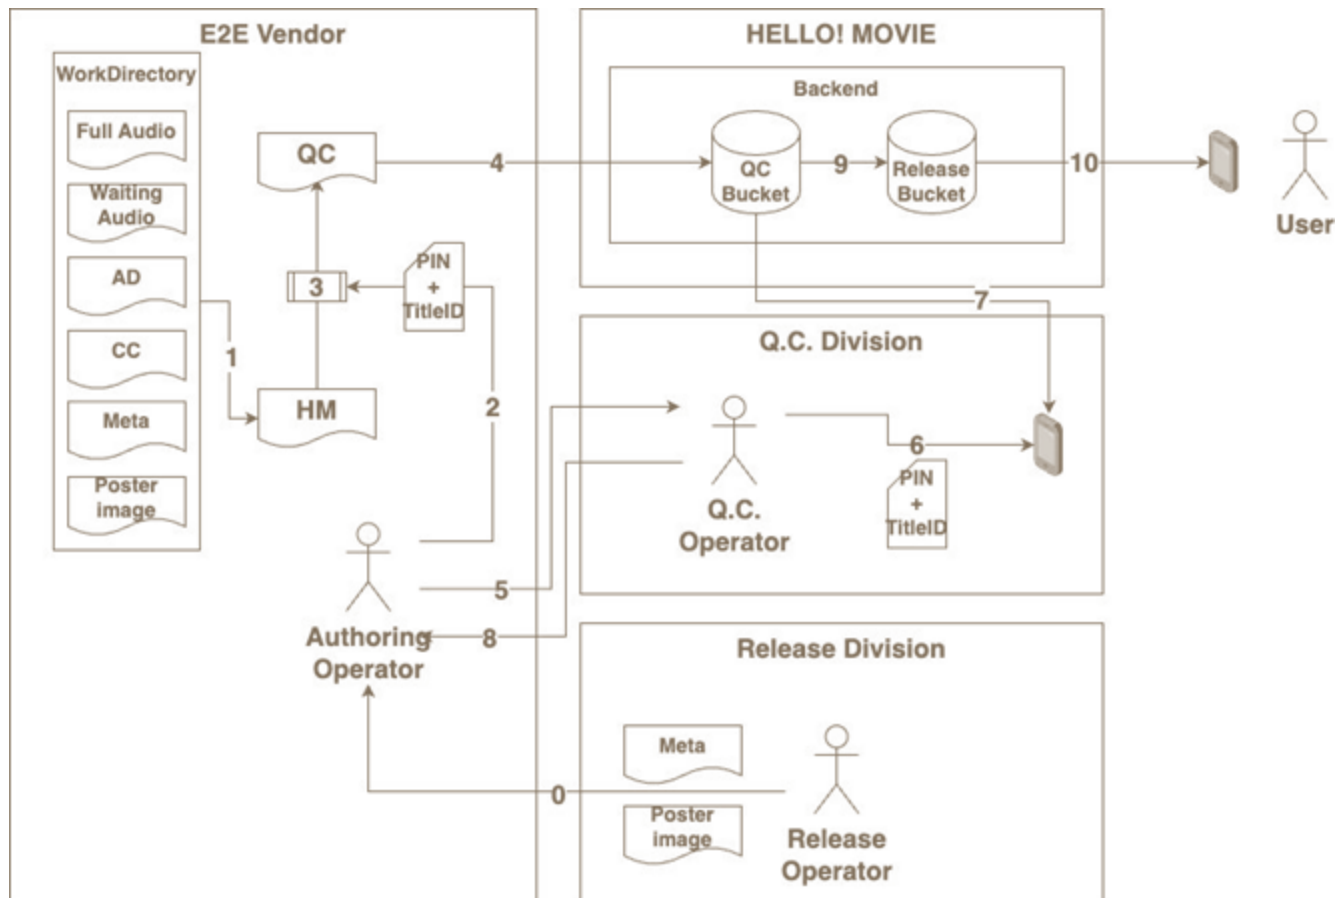 E2E Vendor
WorkDirectory
Full Audio
Waiting
Audio
AD
CC
Meta
Poster
image
QC
3
PIN
+
TitleID
1
HM
2
4
5
8
Authoring
Operator
0
HELLO! MOVIE
Backend
QC
Bucket
9
Release
Bucket
10
User
7
Q.C. Division
Q.C.
Operator
6
PIN
+
TitleID
Release Division
Meta
Poster
image
Release
Operator